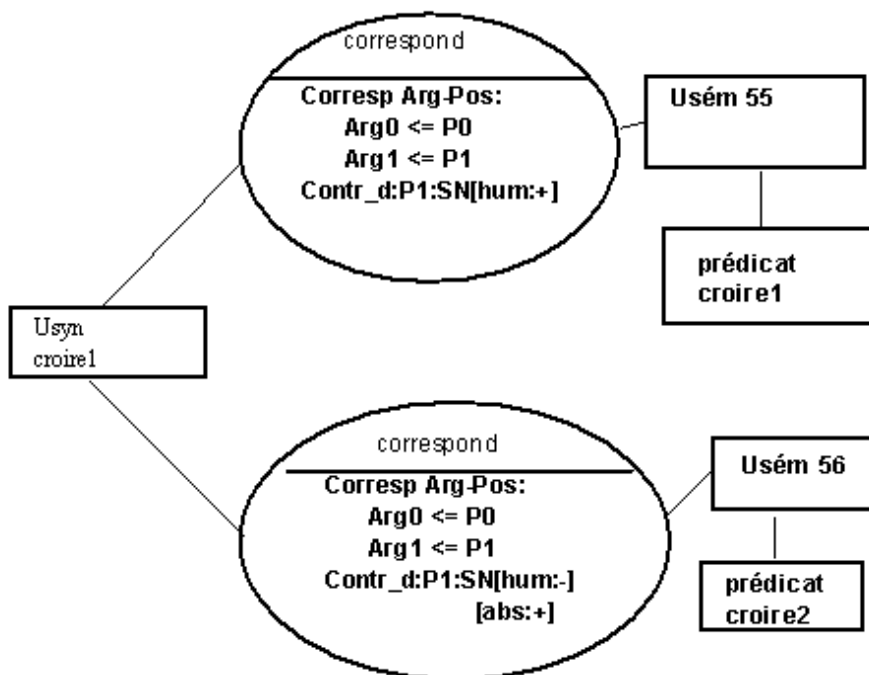 correspond
Corresp Arg-Pos:
Arg0 <= P0
Arg1 <= P1
Contr_d:P1:SN[hum:+]
Usém 55
prédicat
croire1
Usyn
croire1
correspond
Corresp Arg-Pos:
Arg0 <= P0
Arg1 <= P1
Contr_d:P1:SN[hum:-]
[abs:+]
Usém 56
prédicat
croire2